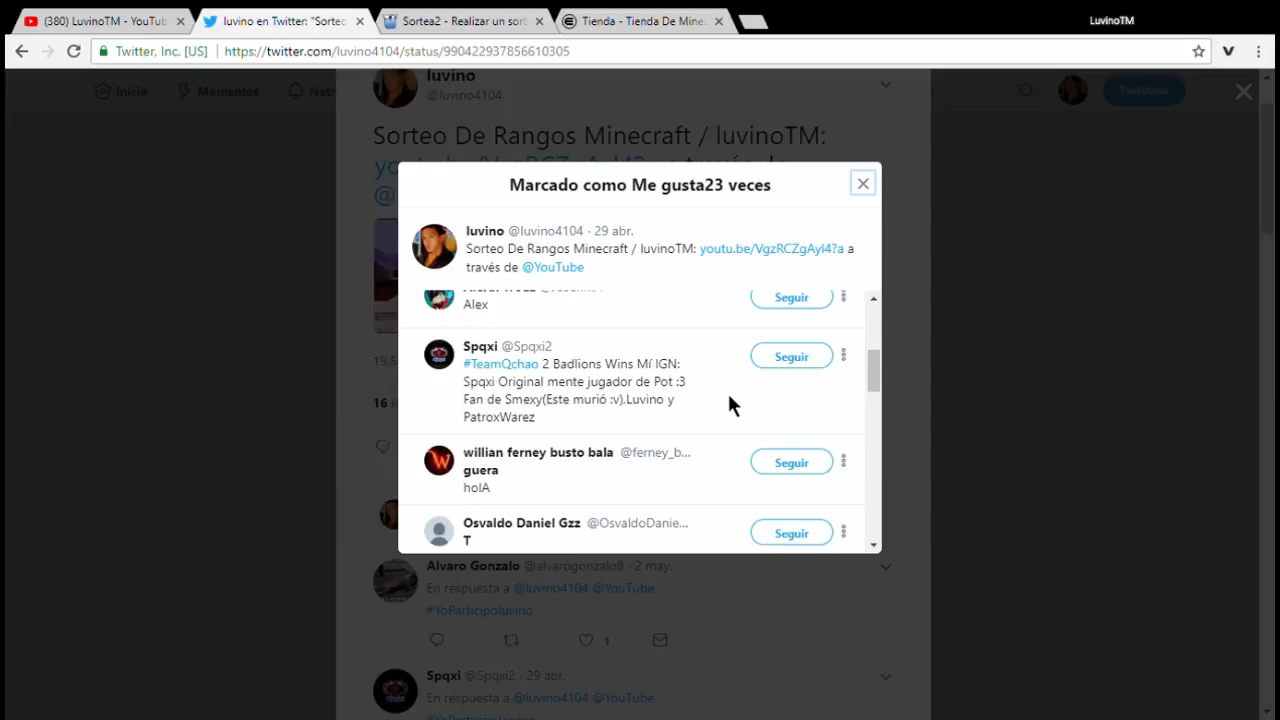 (380) LuvinoTM - YouTub
luvino en Twitter: "Sorteo
Sortea2 - Realizar un sort
Tienda - Tienda De Mine
LuvinoTM
Twitter, Inc. [US]
https://twitter.com/luvino4104/status/990422937856610305
Inicio
Momentos
Twittear
luvino
@luvino4104
Sorteo De Rangos Minecraft / luvinoTM:
Marcado como Me gusta23 veces
luvino @luvino4104 · 29 abr.
Sorteo De Rangos Minecraft / luvinoTM: youtu.be/VgzRCZgAyI4?a a
través de @YouTube
Alex
Seguir
Spqxi @Spqxi2
Seguir
#TeamQchao 2 Badlions Wins Mí IGN:
Spqxi Original mente jugador de Pot :3
Fan de Smexy(Este murió :v),Luvino y
PatroxWarez
willian ferney busto bala @ferney_b...
guera
Seguir
holA
Osvaldo Daniel Gzz @OsvaldoDanie...
T
Seguir
16
Alvaro Gonzalo @alvarogonzalo8 · 2 may.
En respuesta a @luvino4104 @YouTube
#YoParticipoluvino
1
Spqxi @Spqxi2 · 29 abr.
En respuesta a @luvino4104 @YouTube